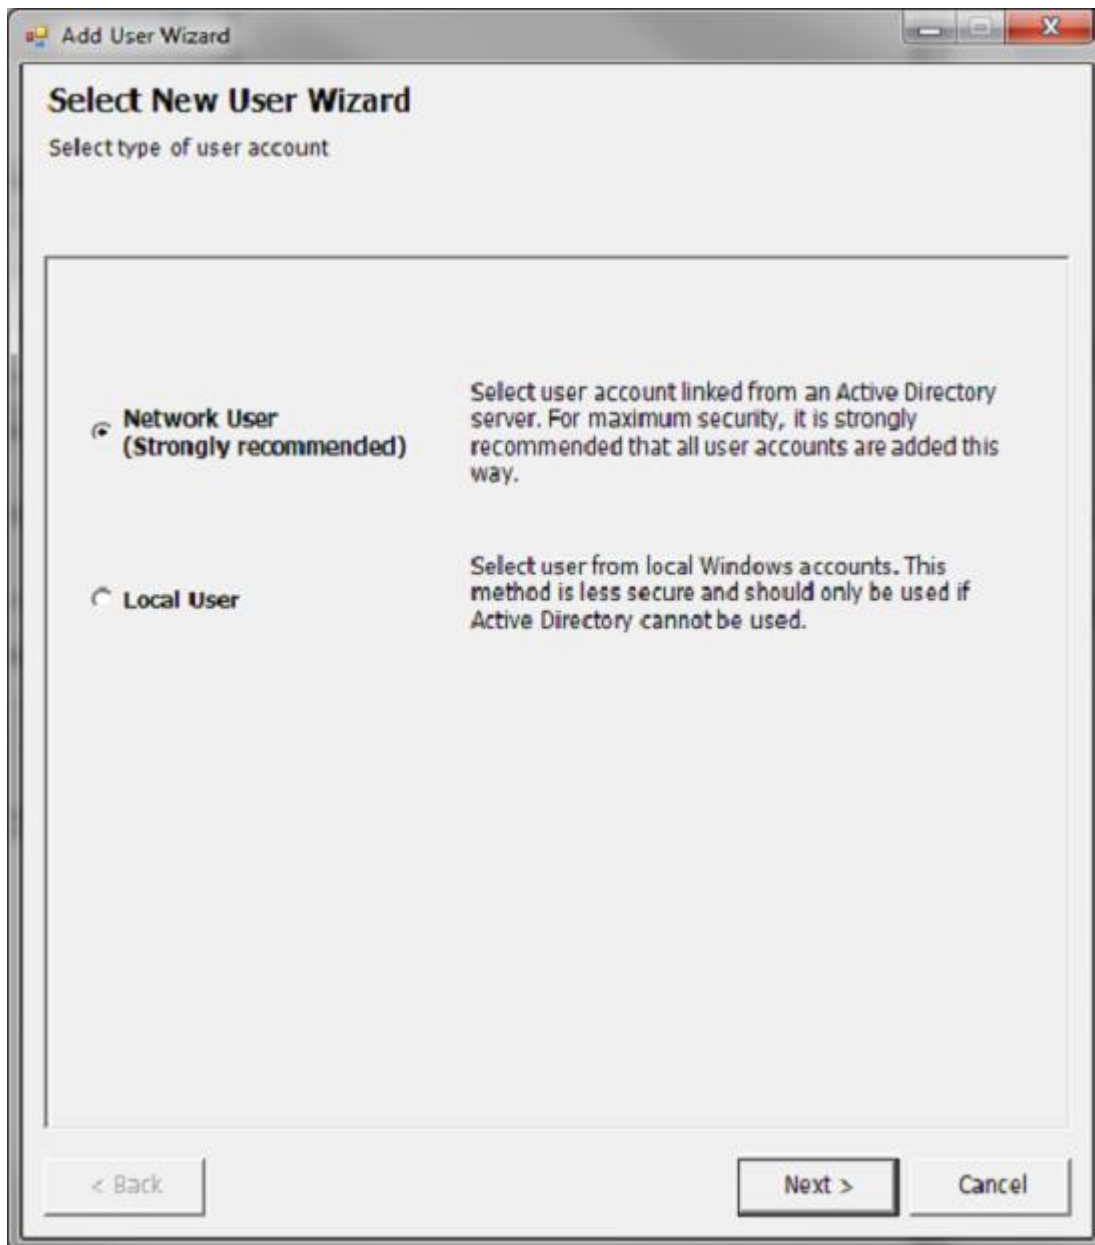 Add User Wizard
Select New User Wizard
Select type of user account
Network User
(Strongly recommended)
Select user account linked from an Active Directory
server. For maximum security, it is strongly
recommended that all user accounts are added this
way.
Local User
Select user from local Windows accounts. This
method is less secure and should only be used if
Active Directory cannot be used.
< Back
Next >
Cancel